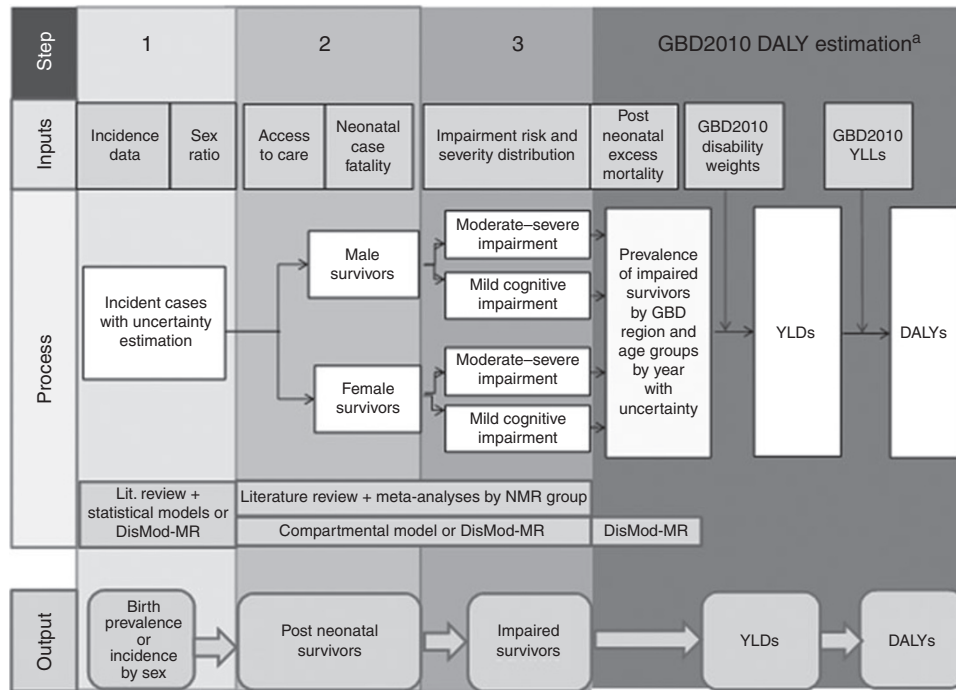 Step
1
2
3
GBD2010 DALY estimationª
Inputs
Incidence
data
Sex
ratio
Access
to care
Neonatal
case
fatality
Impairment risk and
severity distribution
Post
neonatal
excess
mortality
GBD2010
disability
weights
GBD2010
YLLs
Process
Incident cases
with uncertainty
estimation
Male
survivors
Female
survivors
Moderate–severe
impairment
Mild cognitive
impairment
Moderate–severe
impairment
Mild cognitive
impairment
Prevalence
of impaired
survivors
by GBD
region and
age groups
by year
with
uncertainty
YLDs
DALYs
Lit. review +
statistical models or
DisMod-MR
Literature review + meta-analyses by NMR group
Compartmental model or DisMod-MR
DisMod-MR
Output
Birth
prevalence
or
incidence
by sex
Post neonatal
survivors
Impaired
survivors
YLDs
DALYs